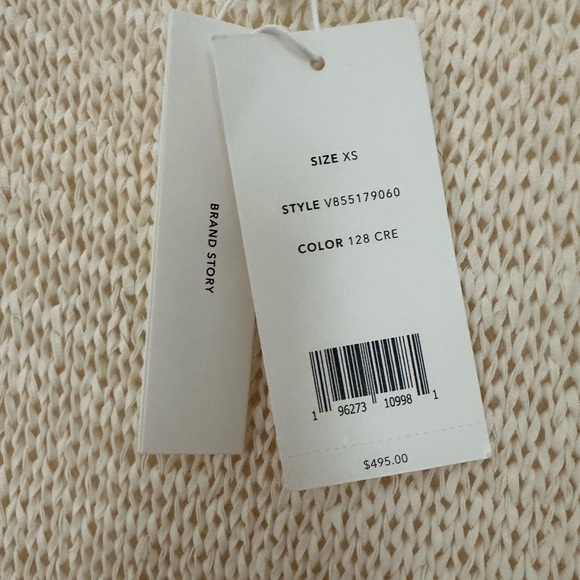 BRAND STORY
SIZE XS
STYLE V855179060
COLOR 128 CRE
1 96273 10998 1
$495.00